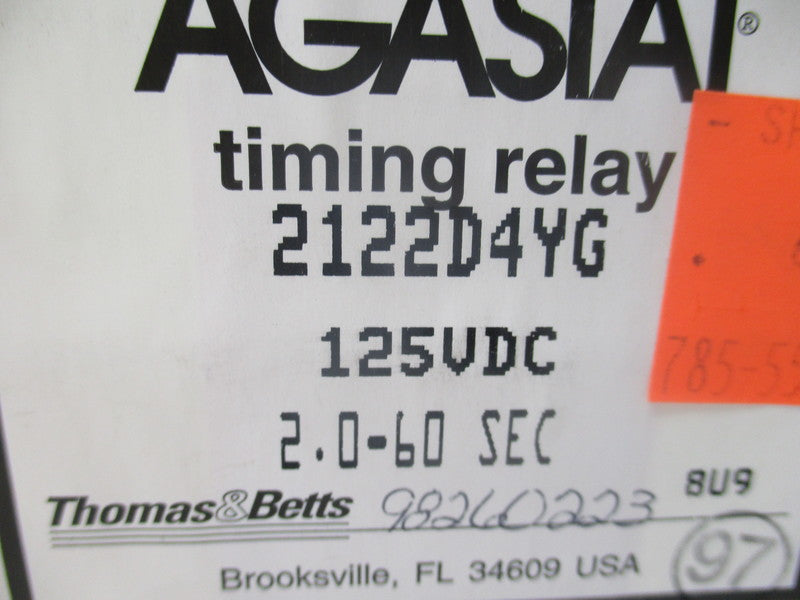 AGASTAT®
timing relay
2122D4YG
125VDC
2.0-60 SEC
8U9
Thomas&Betts 98260223
97
Brooksville, FL 34609 USA
785-55